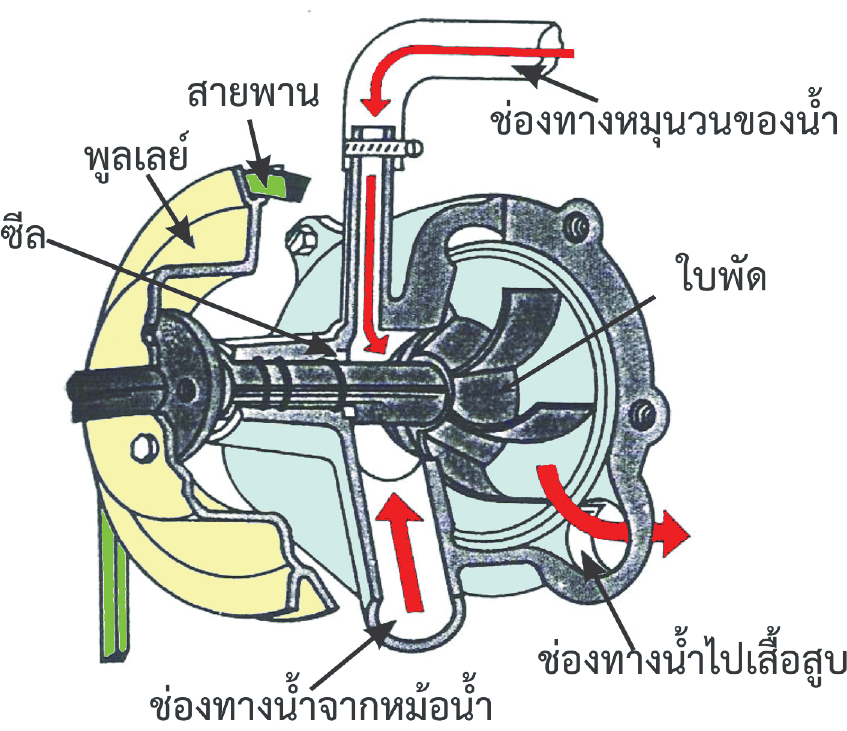 สายพาน
ช่องทางหมุนวนของน้ำ
พูลเลย์
ซีล
ใบพัด
ช่องทางน้ำไปเสื้อสูบ
ช่องทางน้ำจากหม้อน้ำ